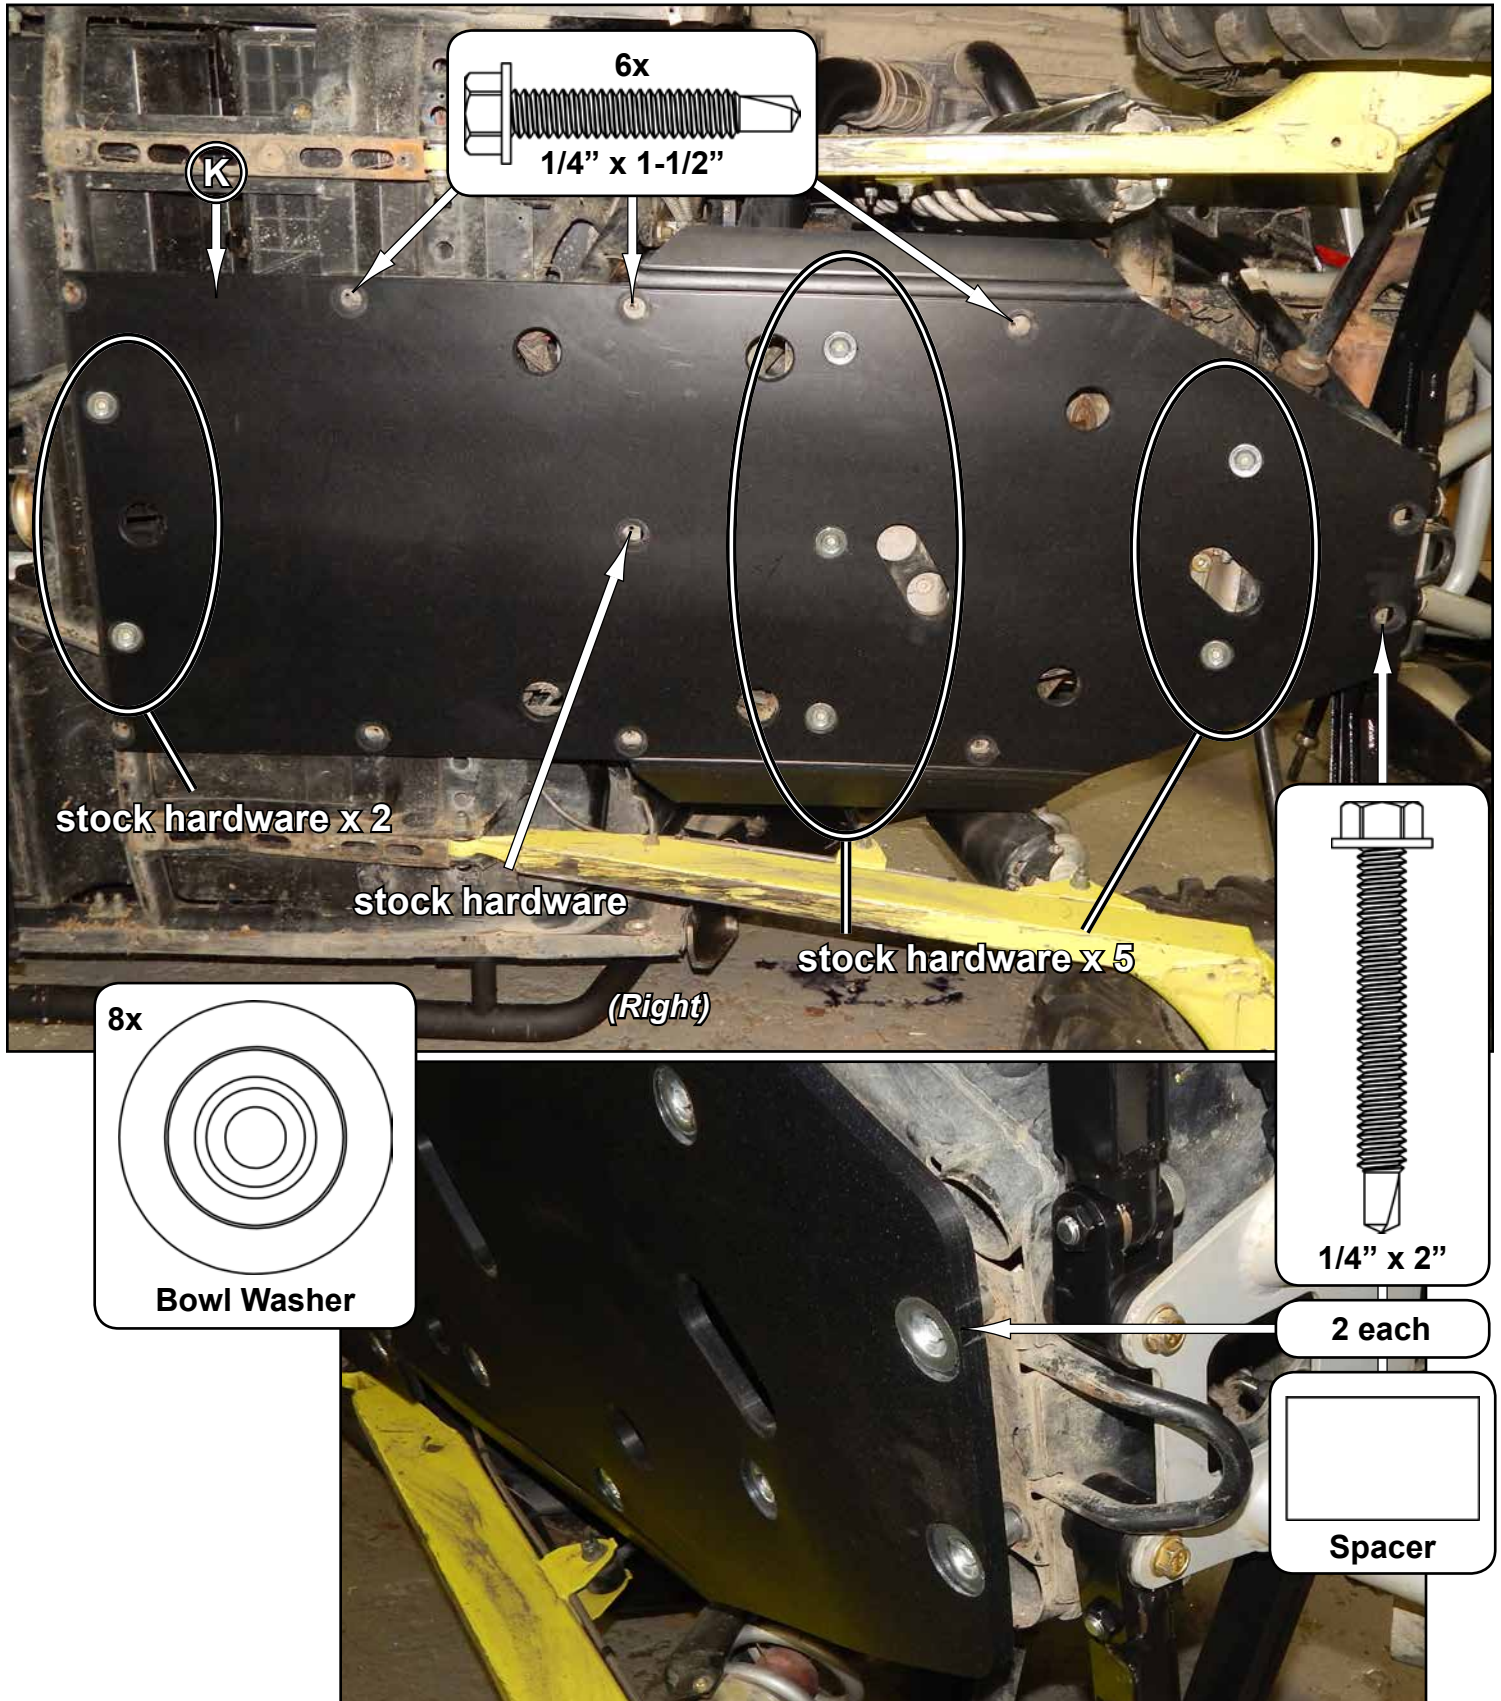 6x
1/4” x 1-1/2”
K
stock hardware x 2
stock hardware
stock hardware x 5
(Right)
8x
Bowl Washer
1/4” x 2”
2 each
Spacer